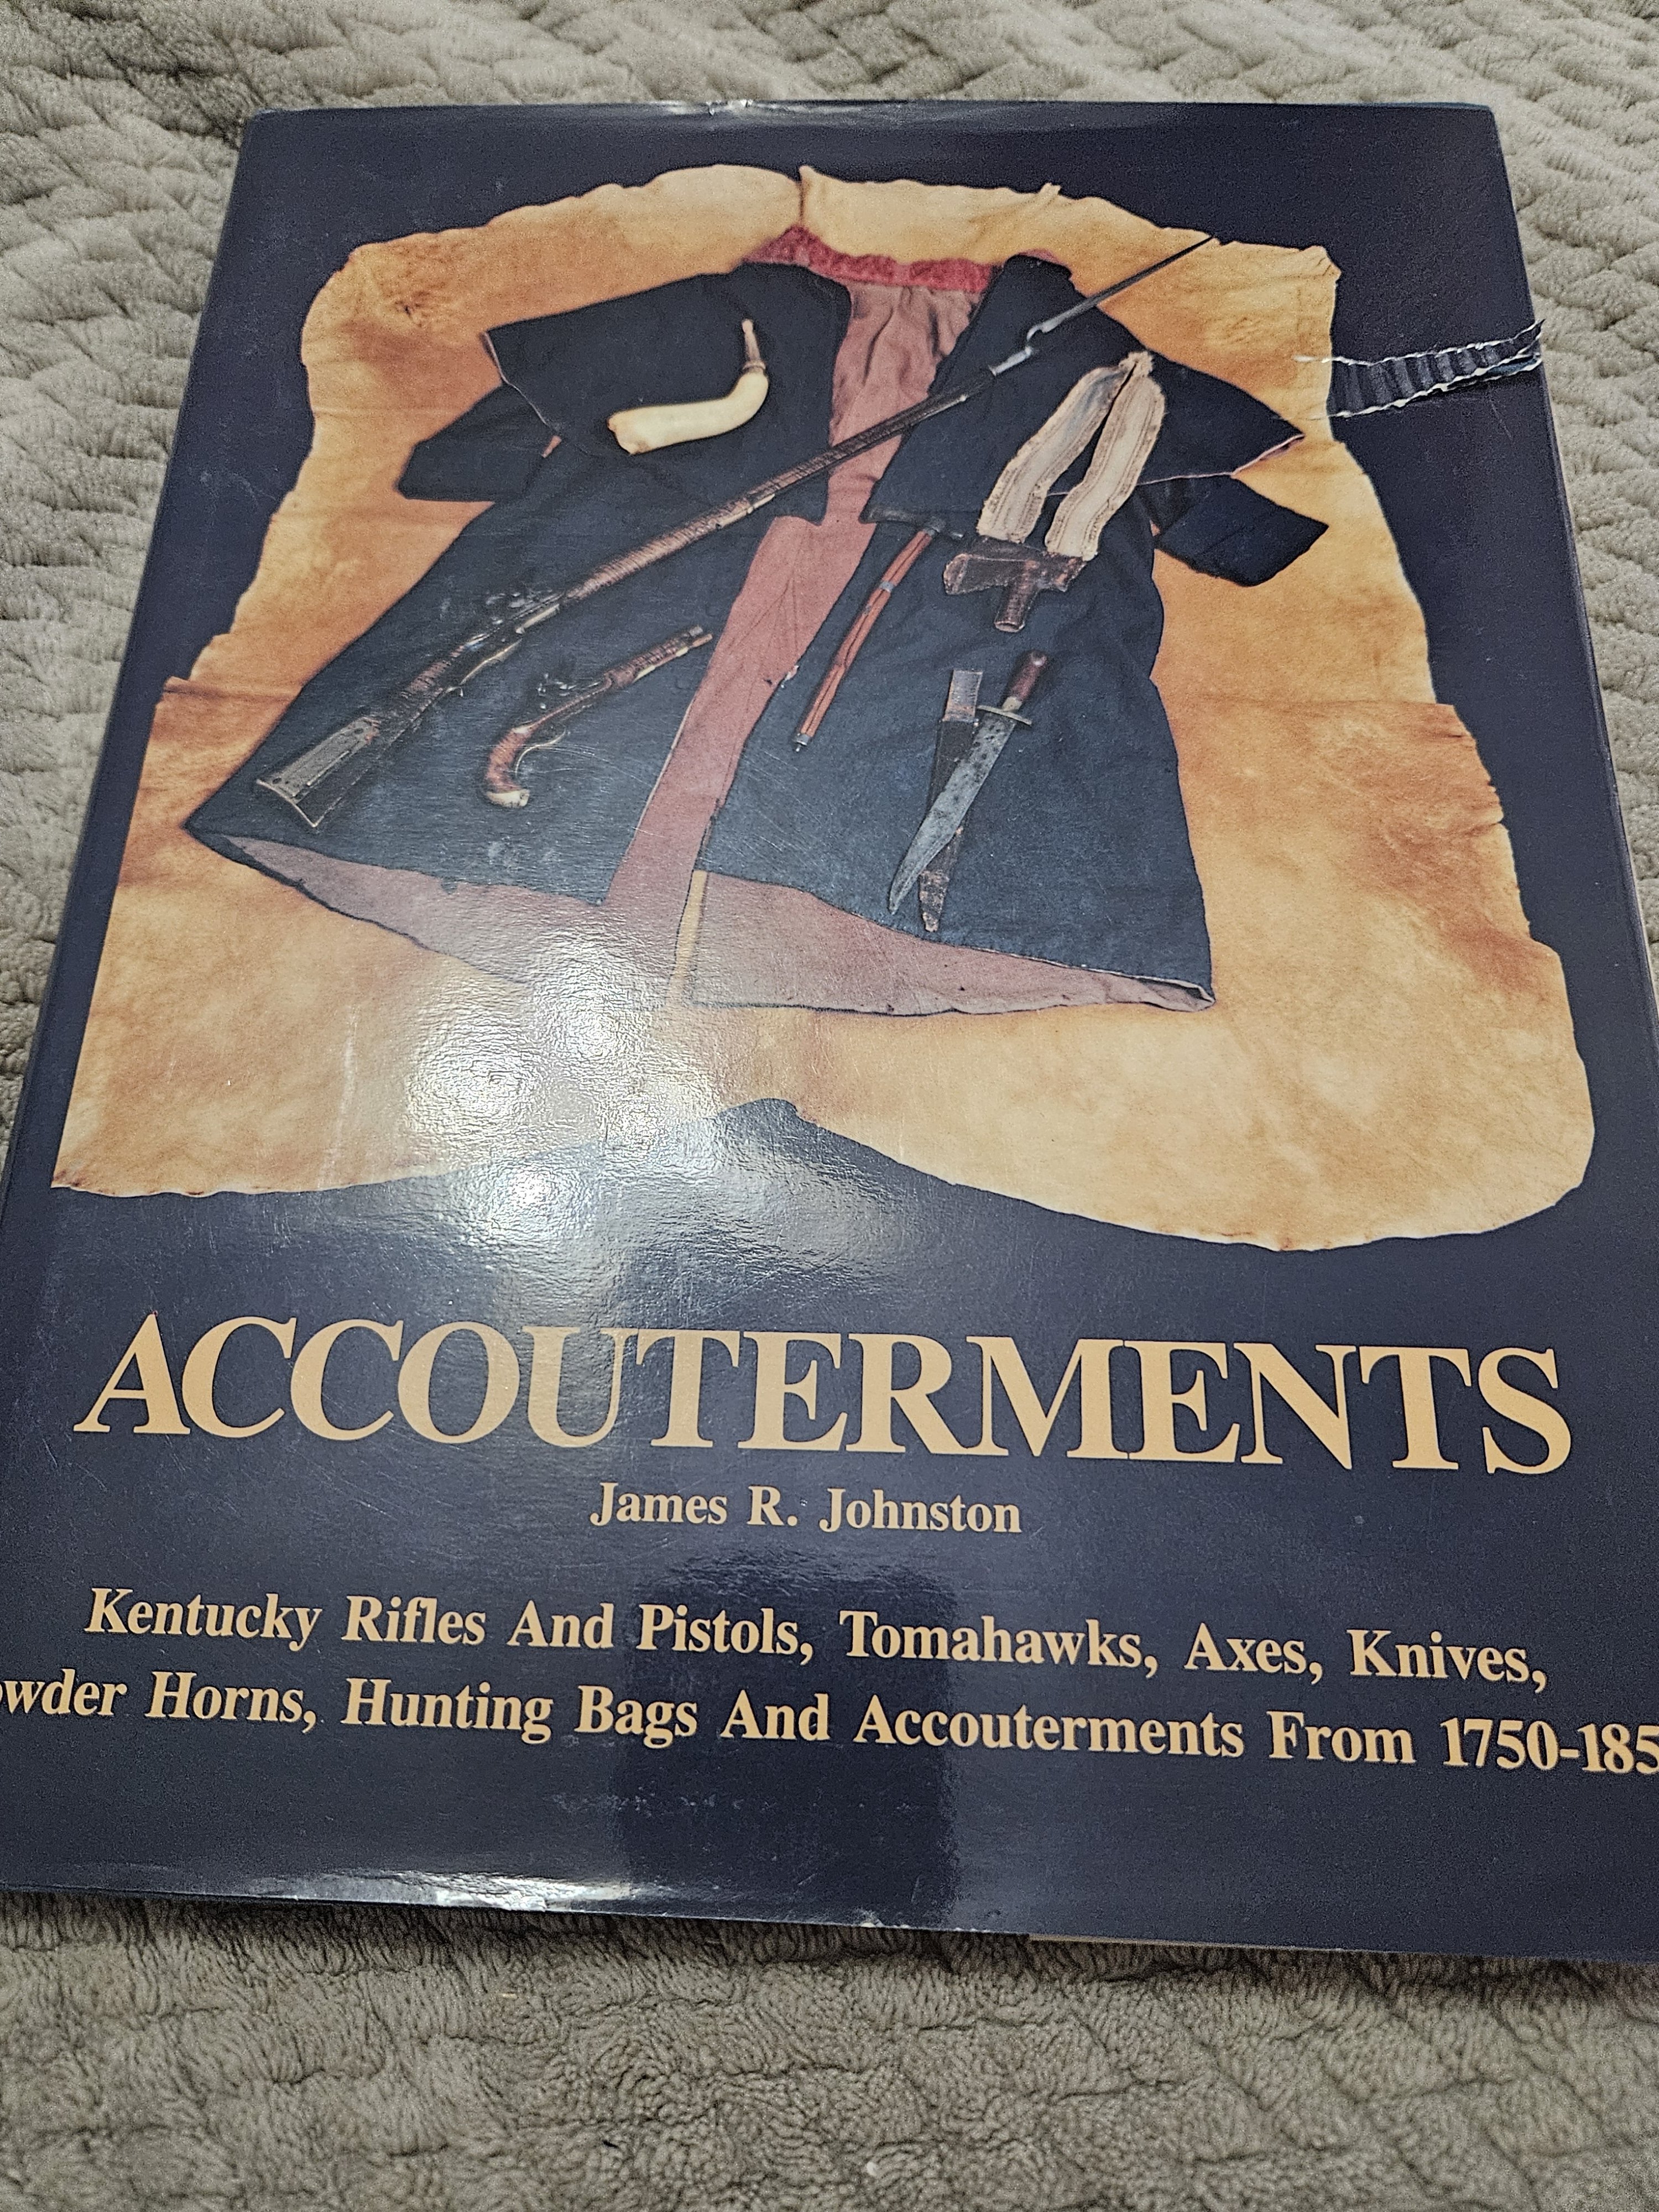 ACCOUTERMENTS
James R. Johnston
Kentucky Rifles And Pistols, Tomahawks, Axes, Knives,
owder Horns, Hunting Bags And Accouterments From 1750-185